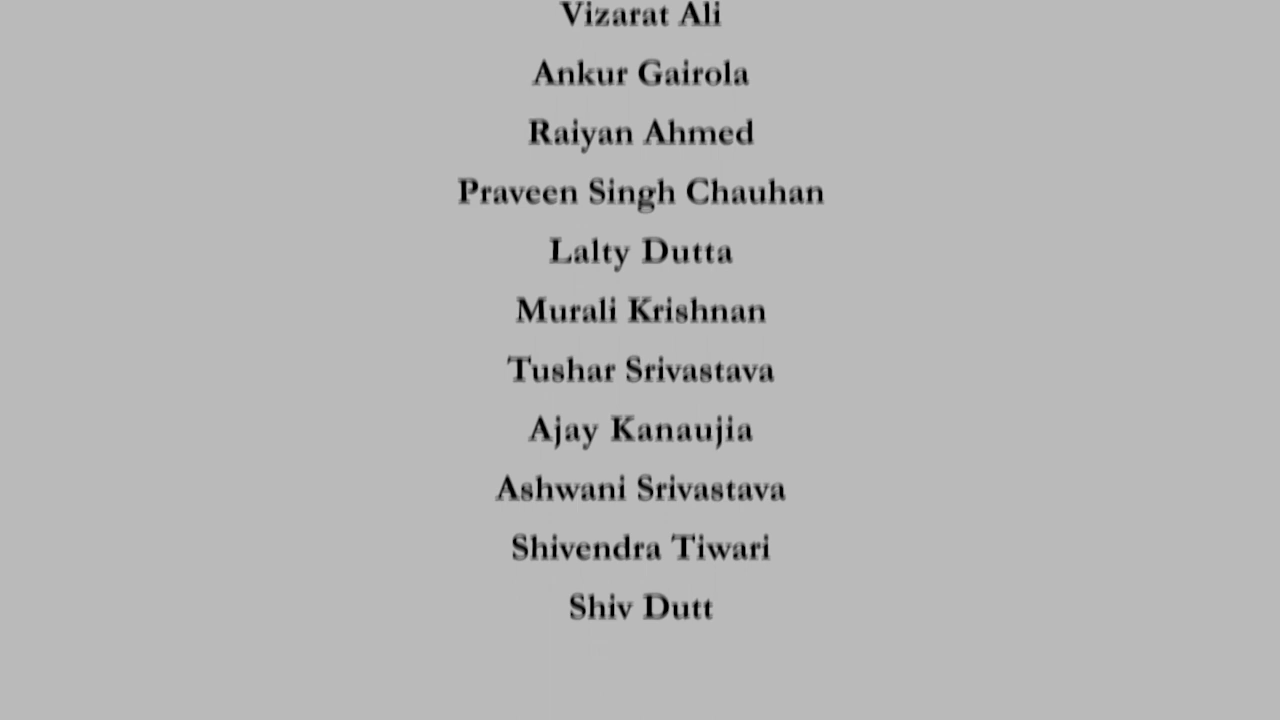 Vizarat Ali
Ankur Gairola
Raiyan Ahmed
Praveen Singh Chauhan
Lalty Dutta
Murali Krishnan
Tushar Srivastava
Ajay Kanaujia
Ashwani Srivastava
Shivendra Tiwari
Shiv Dutt